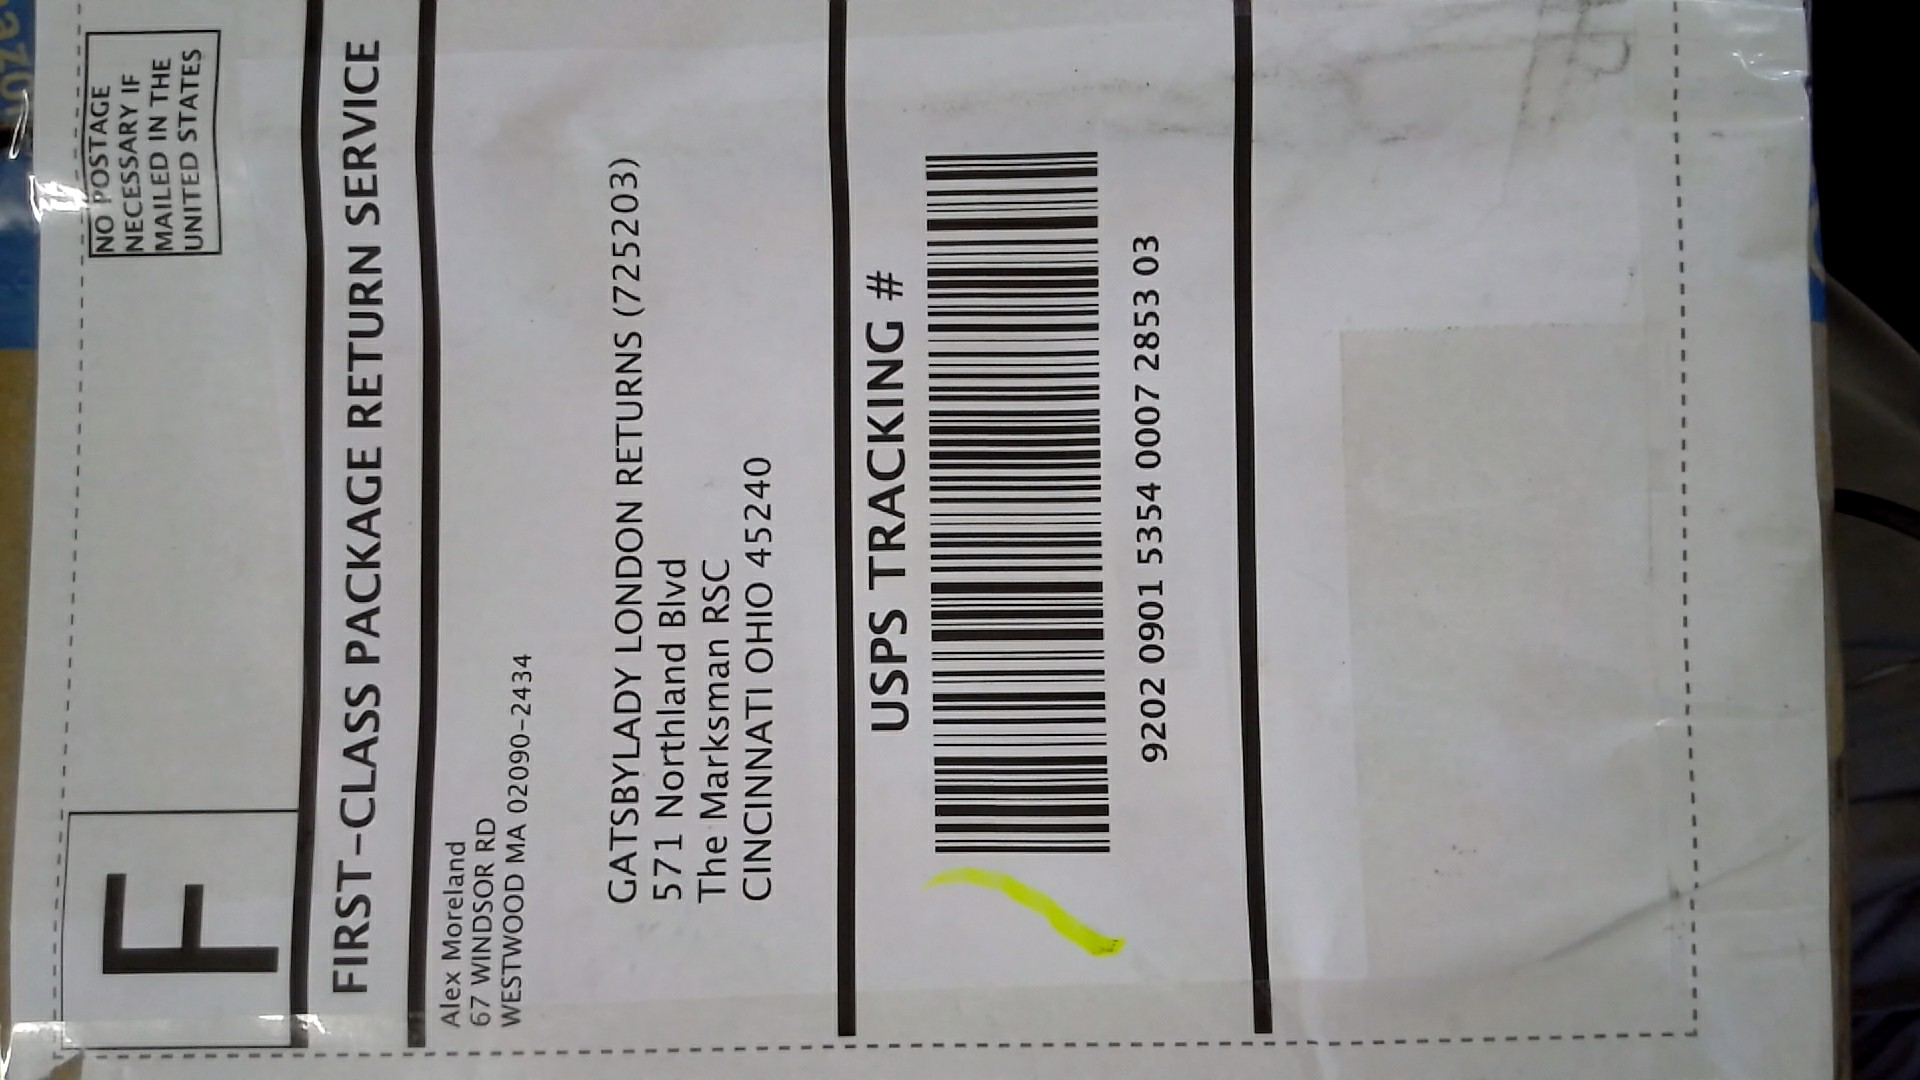 F
NO POSTAGE
NECESSARY IF
MAILED IN THE
UNITED STATES
FIRST-CLASS PACKAGE RETURN SERVICE
Alex Moreland
67 WINDSOR RD
WESTWOOD MA 02090-2434
GATSBYLADY LONDON RETURNS (725203)
571 Northland Blvd
The Marksman RSC
CINCINNATI OHIO 45240
USPS TRACKING #
9202 0901 5354 0007 2853 03